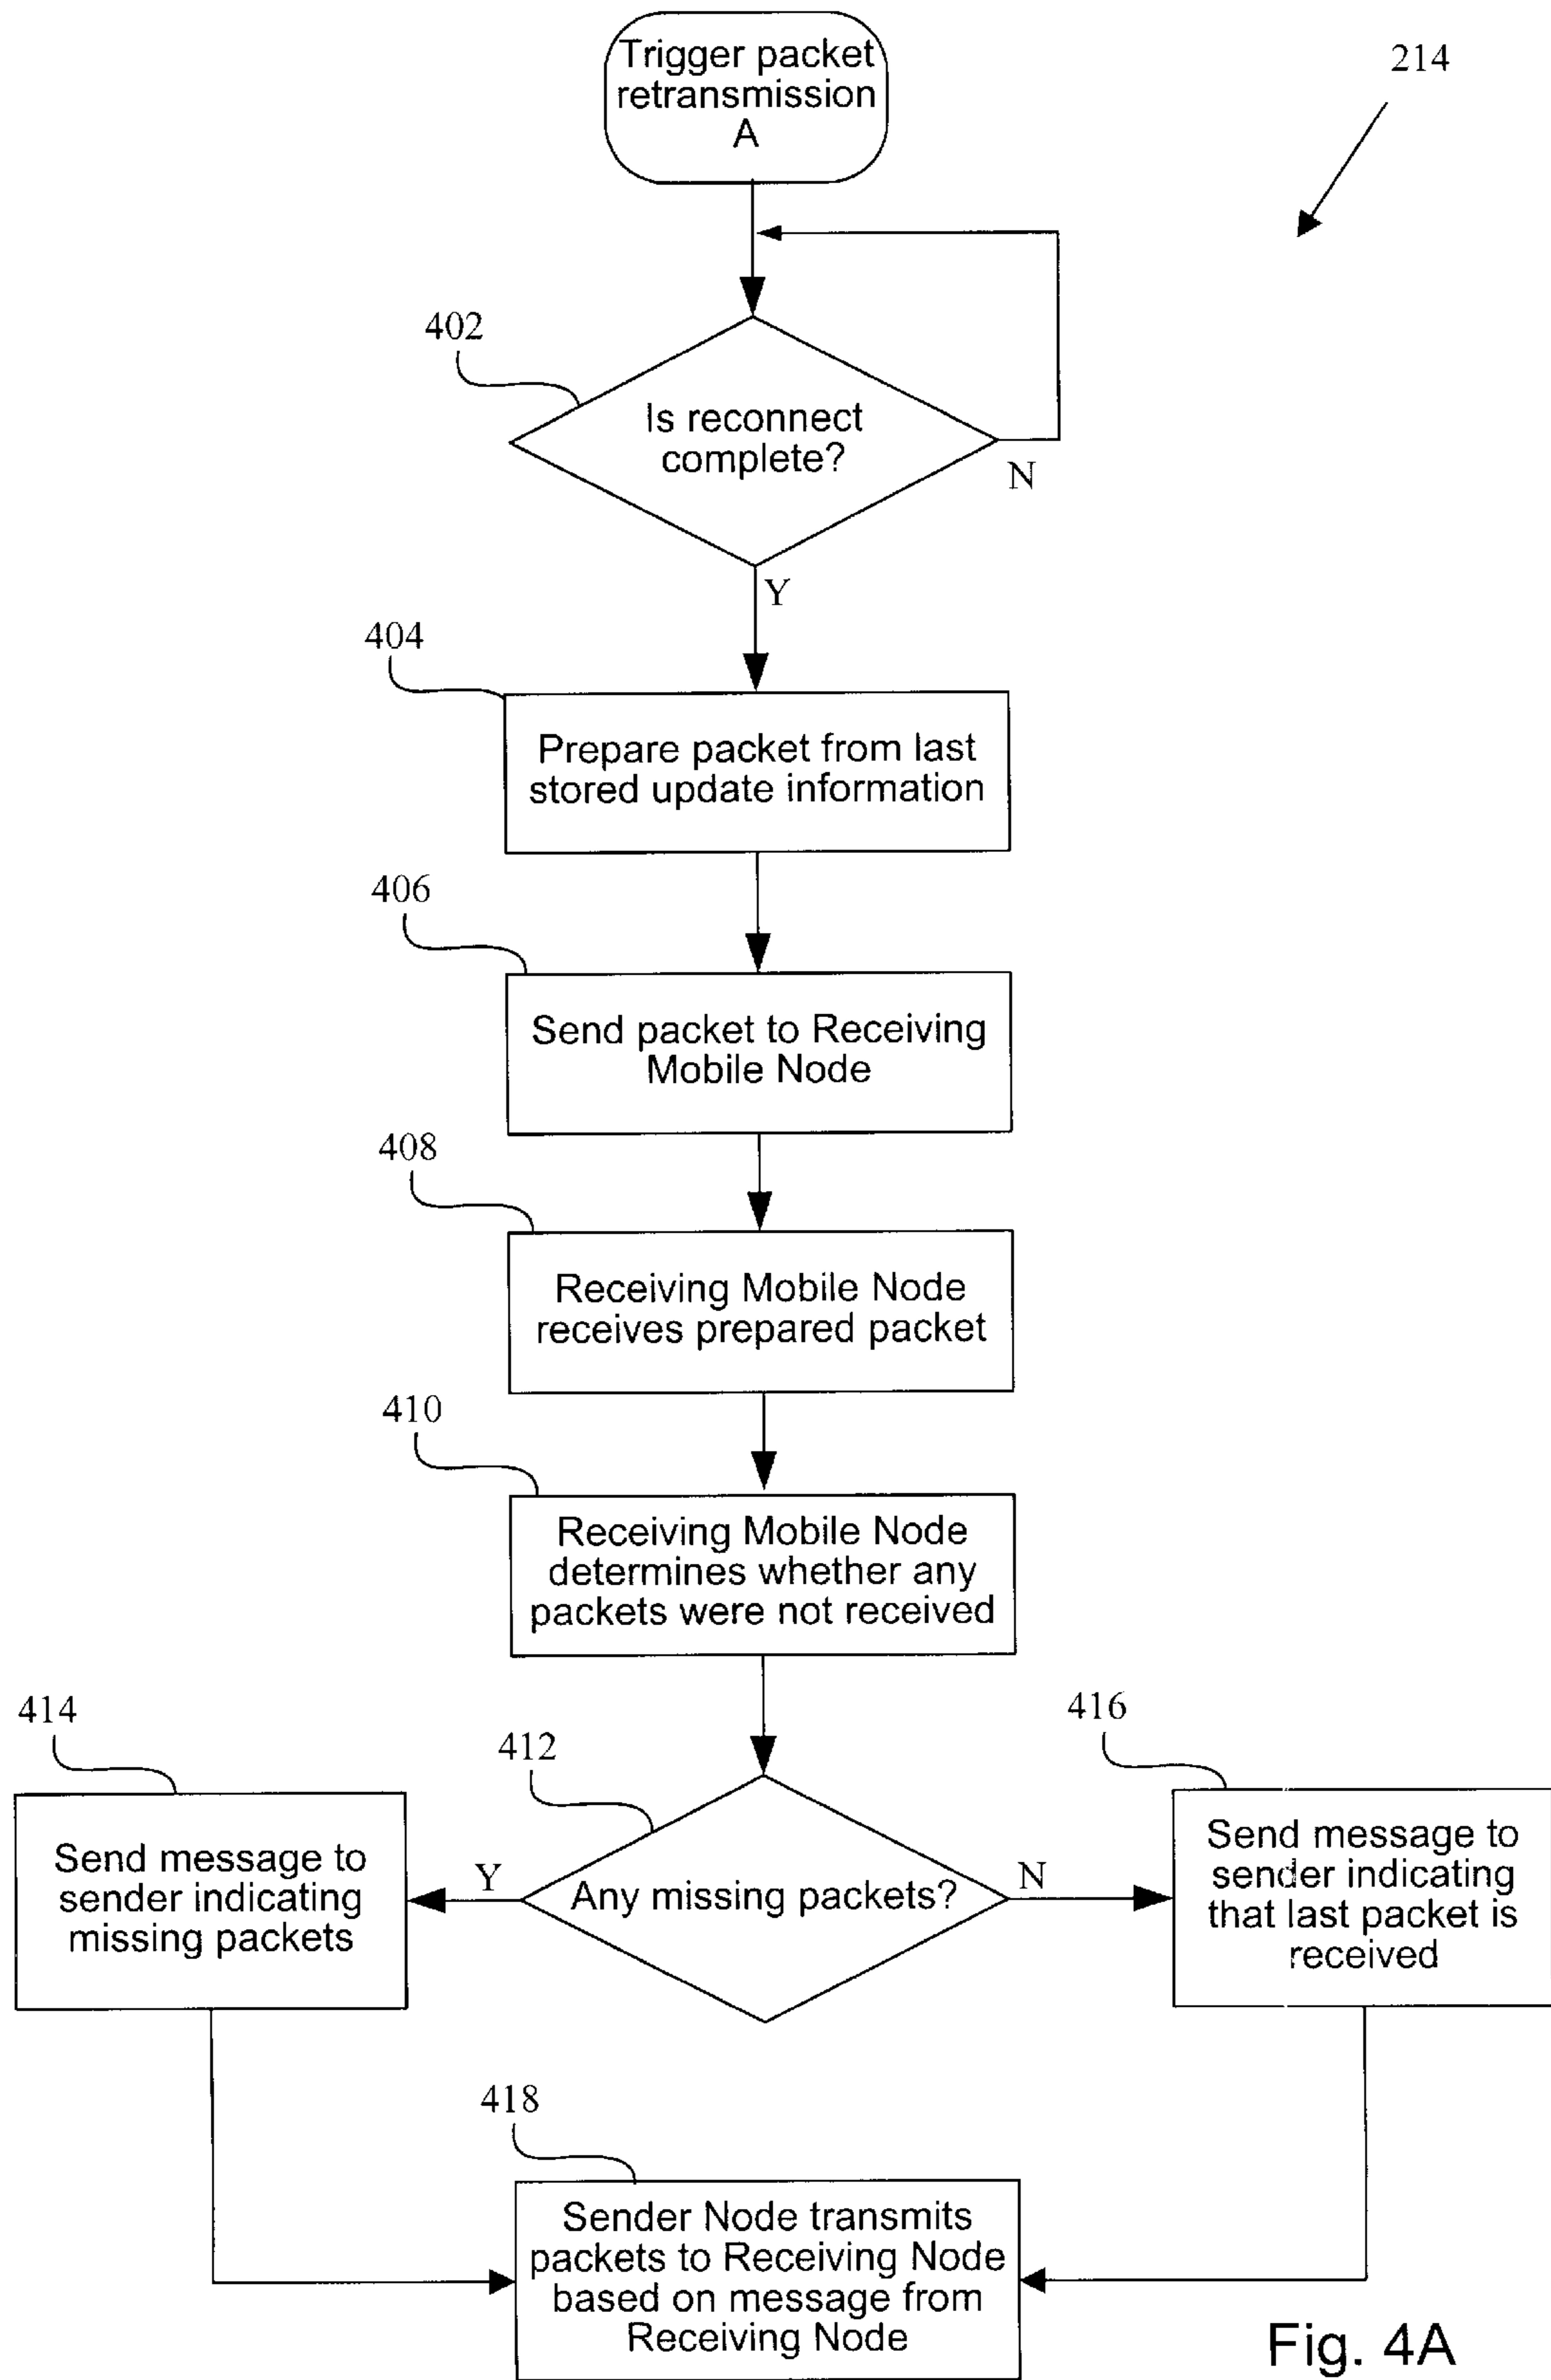 Trigger packet
retransmission
A
214
402
Is reconnect
complete?
N
Y
404
Prepare packet from last
stored update information
406
Send packet to Receiving
Mobile Node
408
Receiving Mobile Node
receives prepared packet
410
Receiving Mobile Node
determines whether any
packets were not received
414
412
416
Send message to
sender indicating
missing packets
Y
Any missing packets?
N
Send message to
sender indicating
that last packet is
received
418
Sender Node transmits
packets to Receiving Node
based on message from
Receiving Node
Fig. 4A